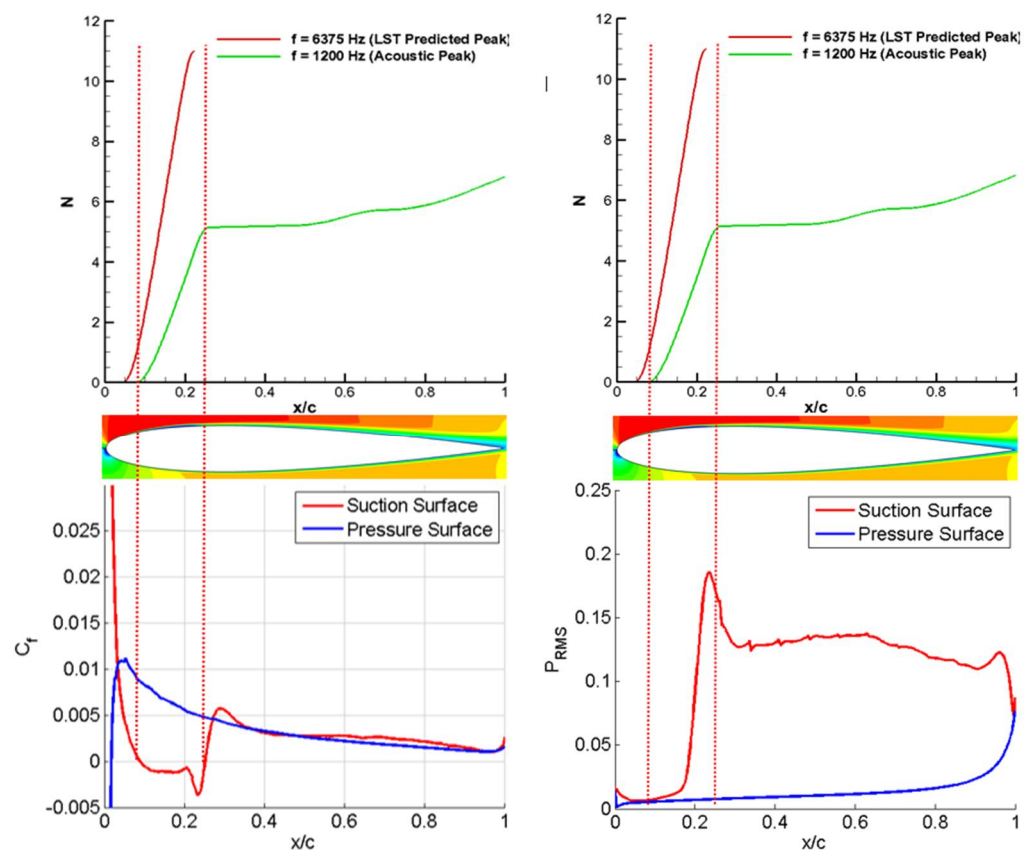 12
10
8
6
4
2
0
N
f = 6375 Hz (LST Predicted Peak)
f = 1200 Hz (Acoustic Peak)
0 0.2 0.4 0.6 0.8 1
x/c
12
10
8
6
4
2
0
N
f = 6375 Hz (LST Predicted Peak)
f = 1200 Hz (Acoustic Peak)
0 0.2 0.4 0.6 0.8 1
x/c
0.025
0.02
0.015
0.01
0.005
0
-0.005
Cf
Suction Surface
Pressure Surface
0 0.2 0.4 0.6 0.8 1
x/c
0.25
0.2
0.15
0.1
0.05
0
PRMS
Suction Surface
Pressure Surface
0 0.2 0.4 0.6 0.8 1
x/c